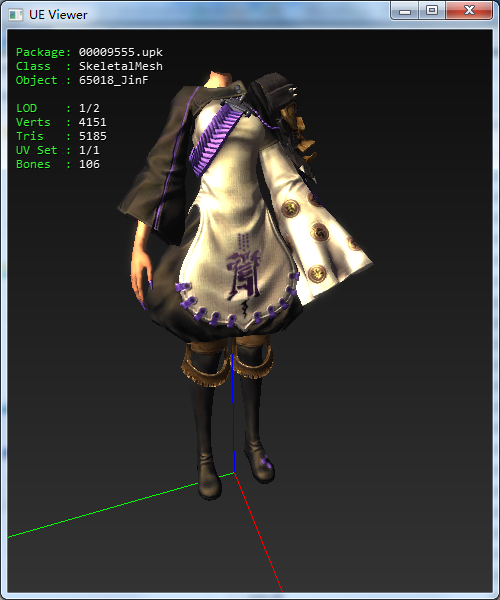 UE Viewer
Package: 00009555.upk
Class : SkeletalMesh
Object : 65018_JinF
LOD : 1/2
Verts : 4151
Tris : 5185
UV Set : 1/1
Bones : 106